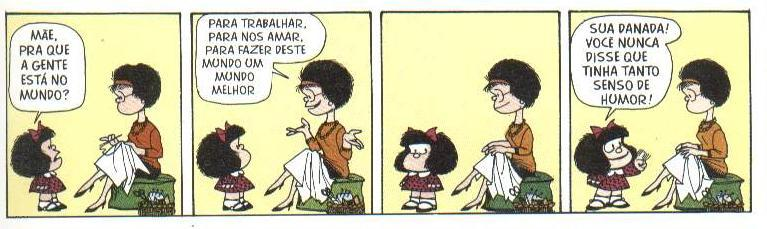 MÃE,
PRA QUE
A GENTE
ESTÁ NO
MUNDO?
PARA TRABALHAR,
PARA NOS AMAR,
PARA FAZER DESTE
MUNDO UM
MUNDO
MELHOR
SUA DANADA!
VOCÊ NUNCA
DISSE QUE
TINHA TANTO
SENSO DE
HUMOR!